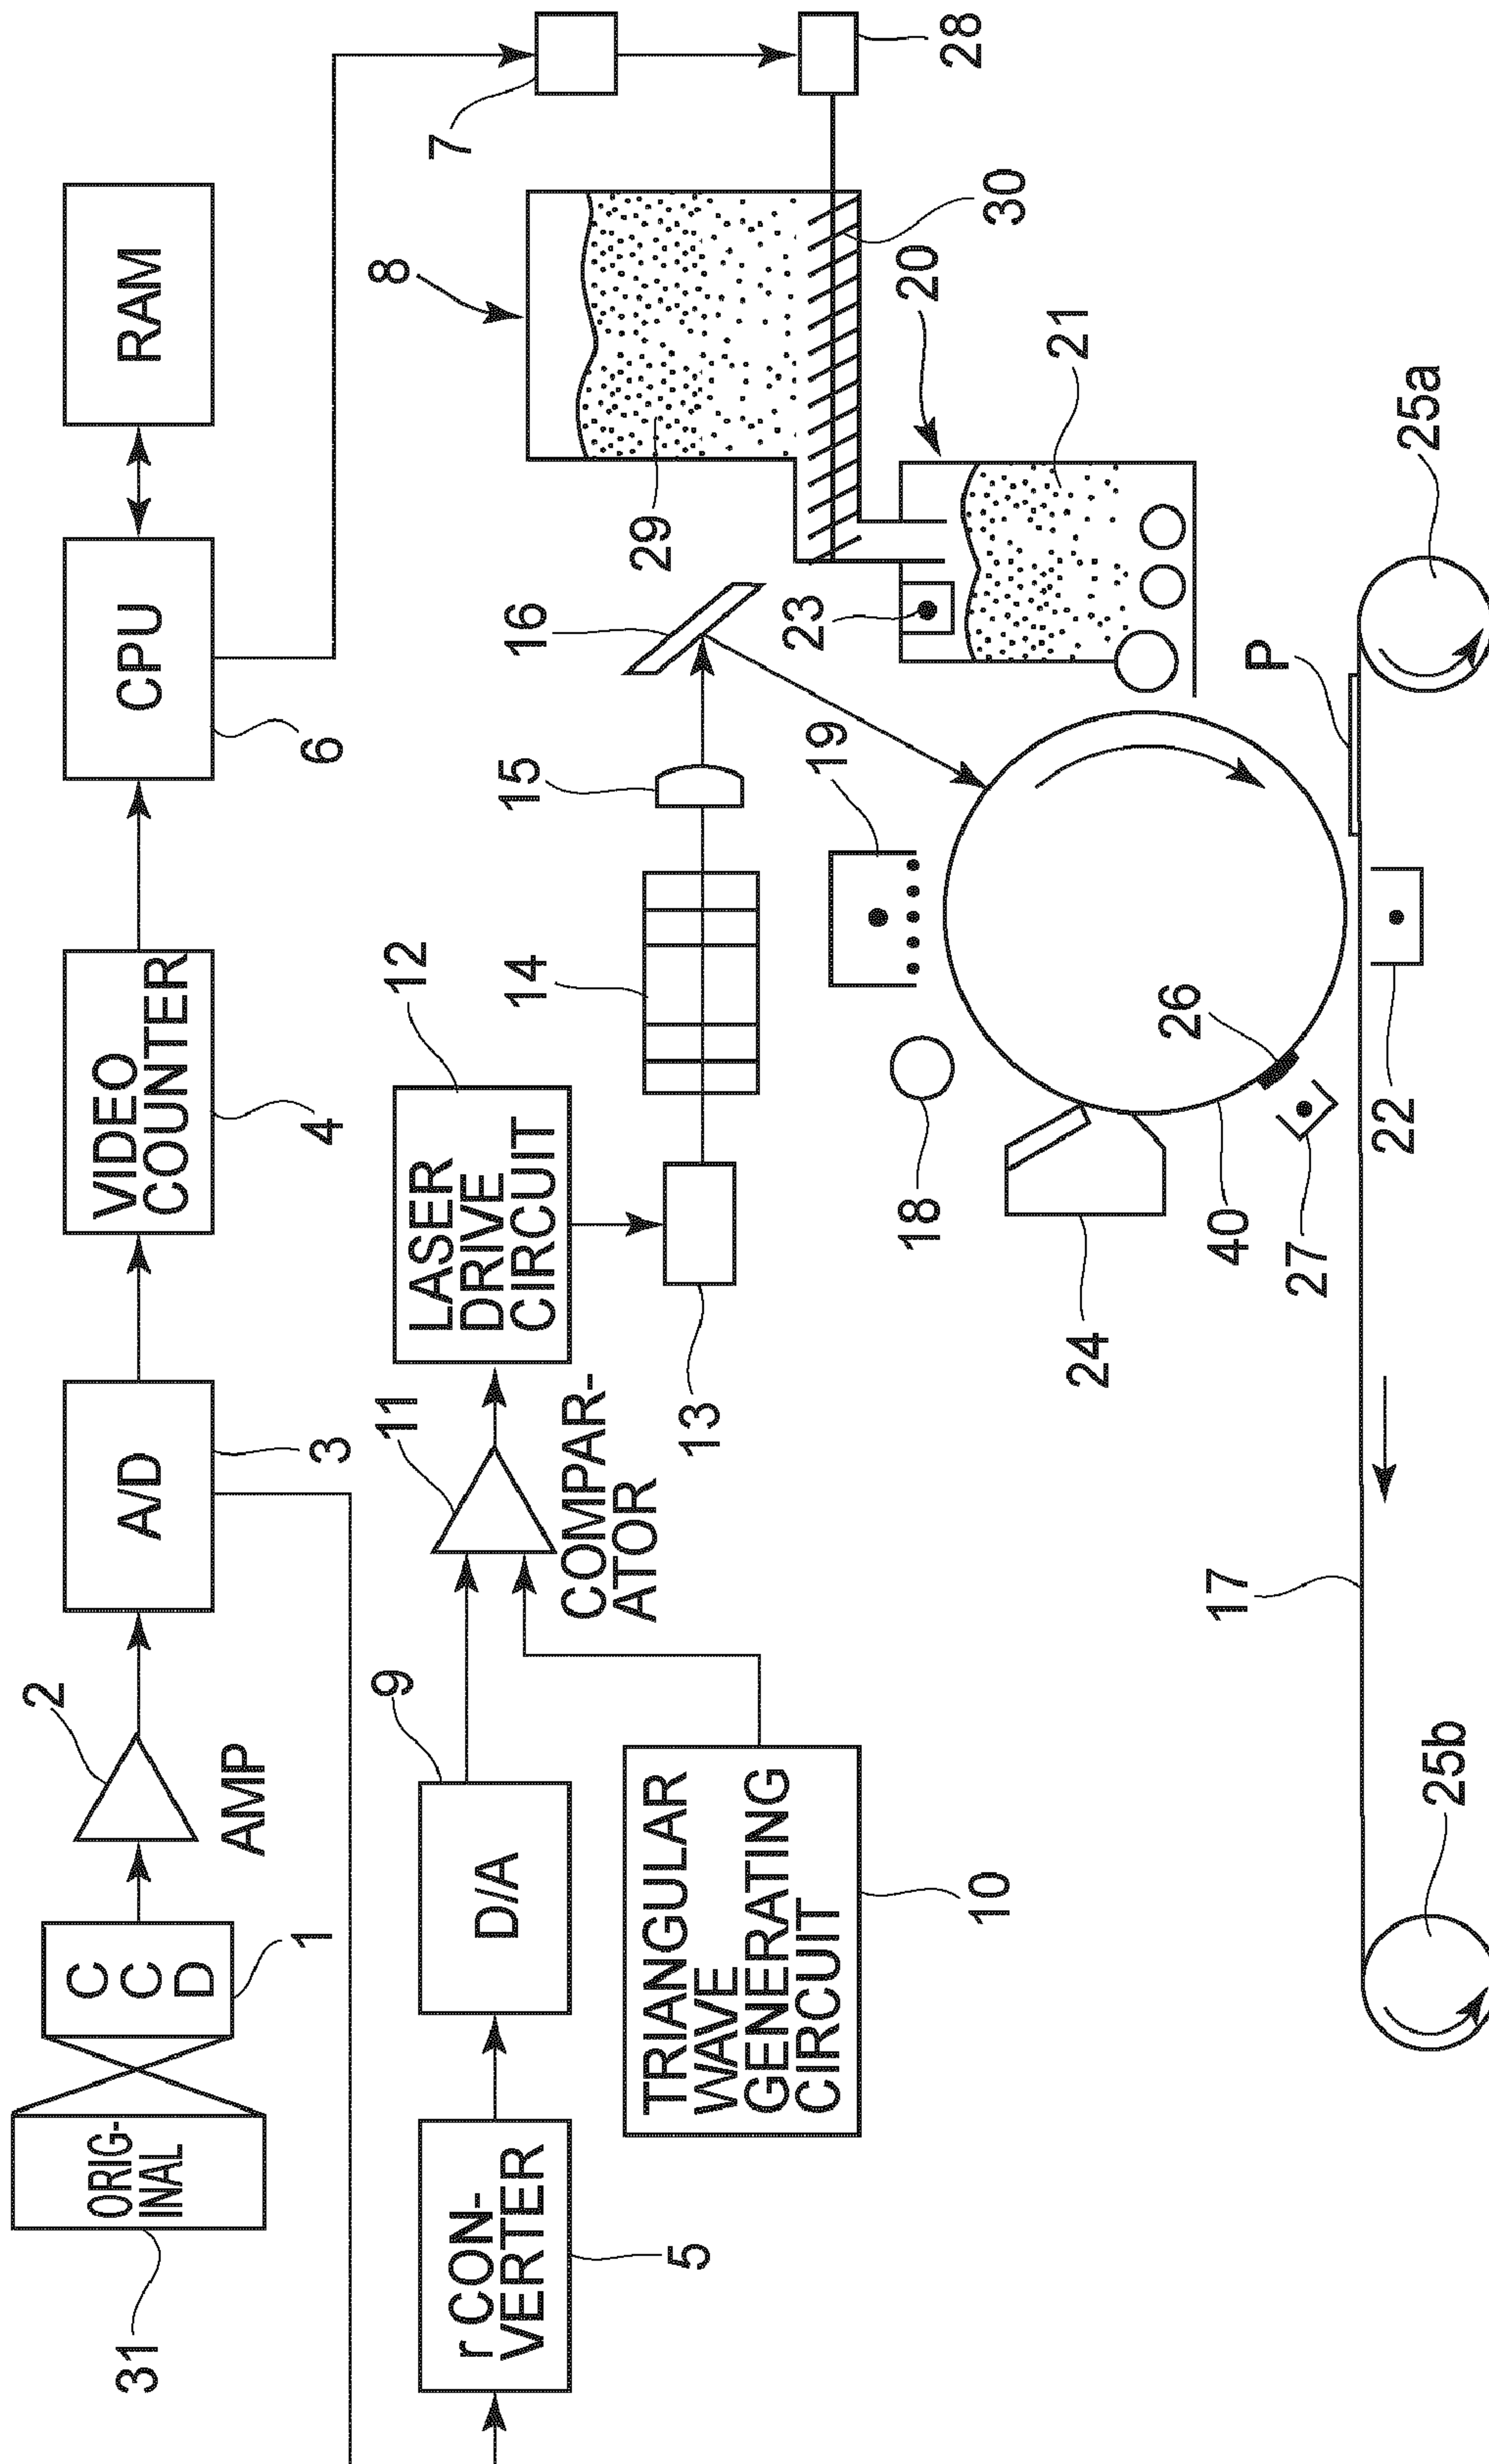 31
ORIG-
INAL
C
C
D
1
2
AMP
A/D
3
VIDEO
COUNTER
4
CPU
6
RAM
r CON-
VERTER
5
D/A
9
TRIANGULAR
WAVE
GENERATING
CIRCUIT
10
11
COMPAR-
ATOR
LASER
DRIVE
CIRCUIT
12
13
14
15
16
7
28
8
29
30
20
21
23
19
18
24
40
26
27
22
P
17
25a
25b